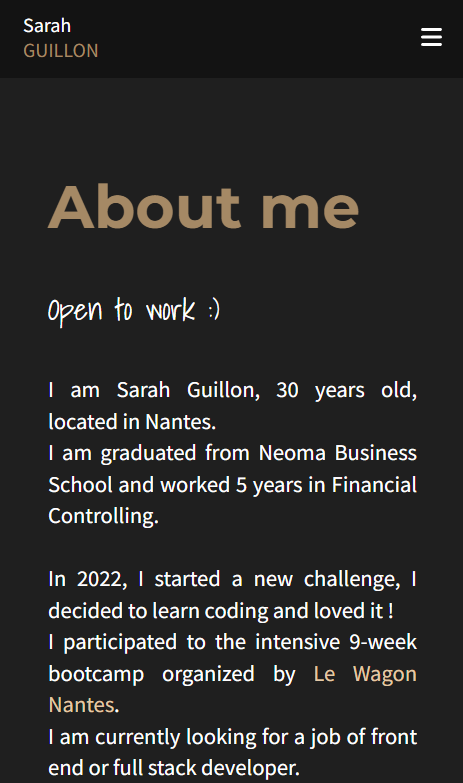 Sarah
GUILLON
About me
Open to work :)
I am Sarah Guillon, 30 years old,
located in Nantes.
I am graduated from Neoma Business
School and worked 5 years in Financial
Controlling.
In 2022, I started a new challenge, I
decided to learn coding and loved it !
I participated to the intensive 9-week
bootcamp organized by Le Wagon
Nantes.
I am currently looking for a job of front
end or full stack developer.